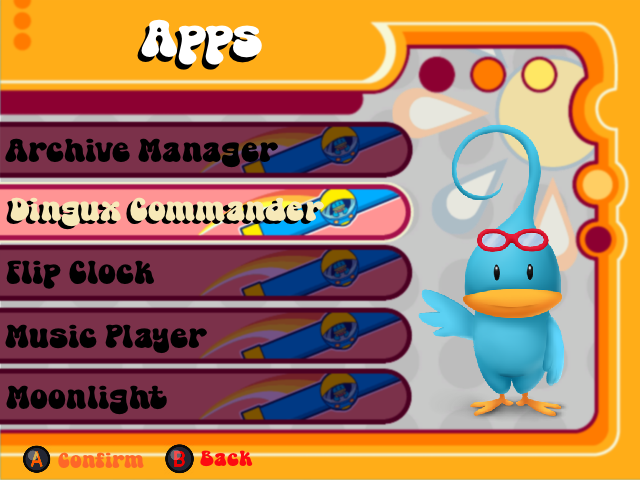 Apps
Archive Manager
Dingux Commander
Flip Clock
Music Player
Moonlight
A Confirm B Back